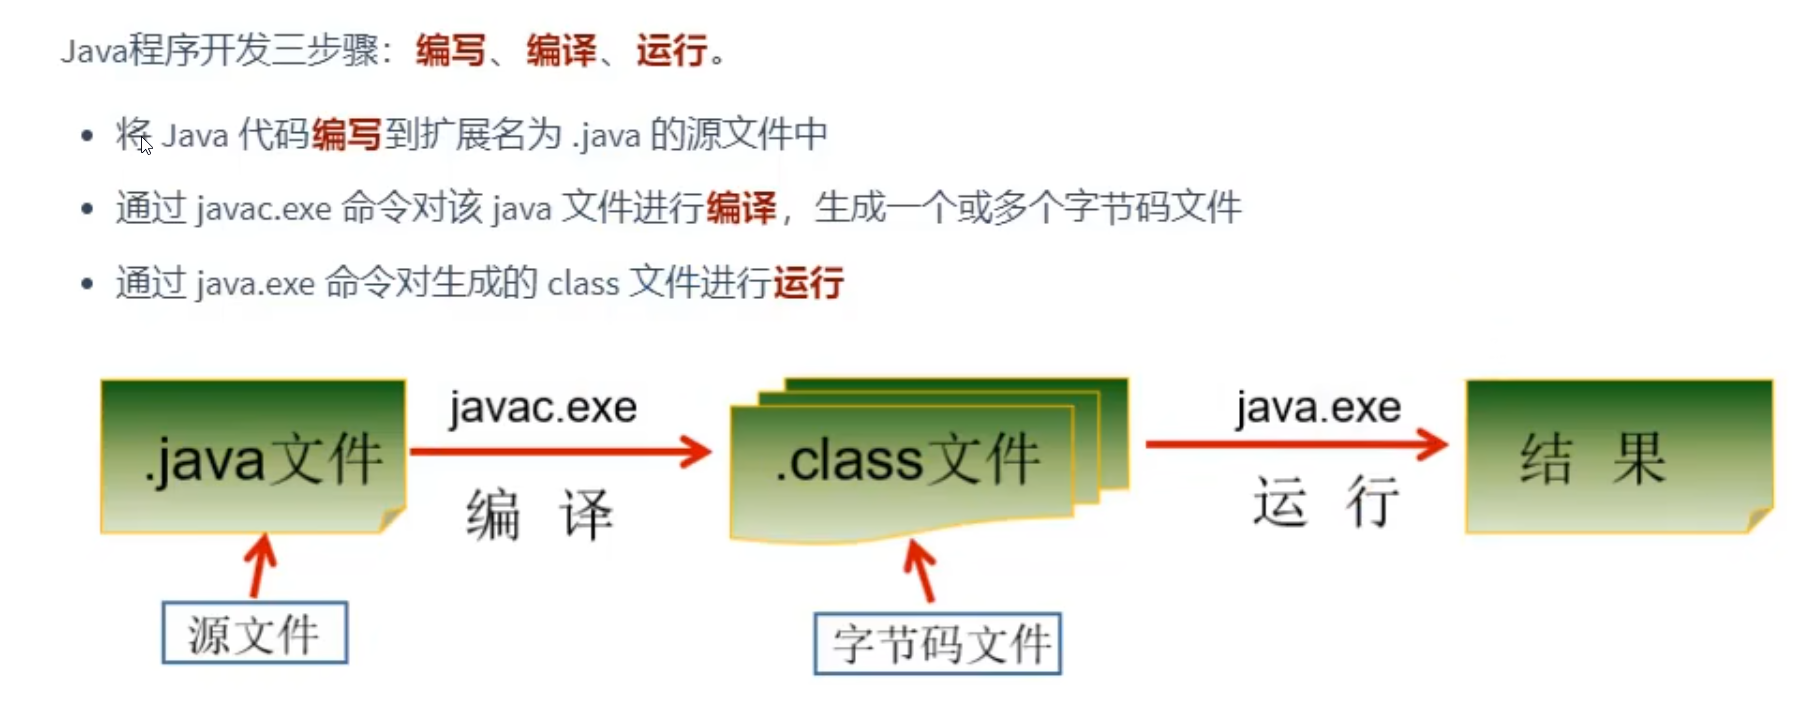 Java程序开发三步骤：编写、编译、运行。
将 Java 代码编写到扩展名为 .java 的源文件中
通过 javac.exe 命令对该 java 文件进行编译，生成一个或多个字节码文件
通过 java.exe 命令对生成的 class 文件进行运行
.java文件
javac.exe
编 译
.class文件
java.exe
运 行
结 果
源文件
字节码文件